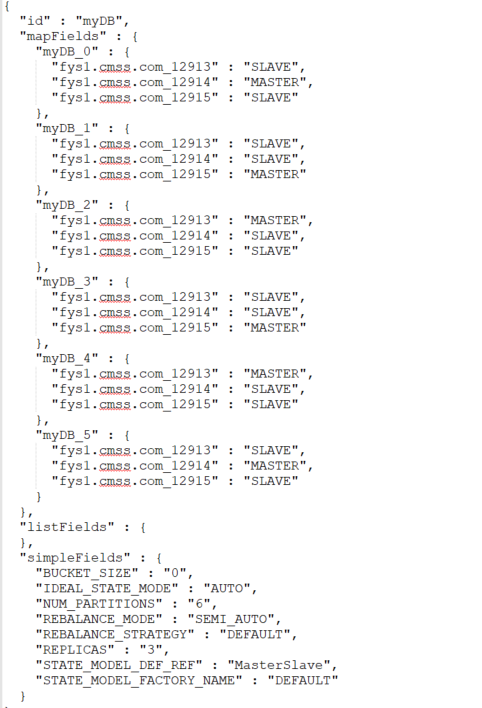 {
"id" : "myDB",
"mapFields" : {
"myDB_0" : {
"fys1.cmss.com_12913" : "SLAVE",
"fys1.cmss.com_12914" : "MASTER",
"fys1.cmss.com_12915" : "SLAVE"
},
"myDB_1" : {
"fys1.cmss.com_12913" : "SLAVE",
"fys1.cmss.com_12914" : "SLAVE",
"fys1.cmss.com_12915" : "MASTER"
},
"myDB_2" : {
"fys1.cmss.com_12913" : "MASTER",
"fys1.cmss.com_12914" : "SLAVE",
"fys1.cmss.com_12915" : "SLAVE"
},
"myDB_3" : {
"fys1.cmss.com_12913" : "SLAVE",
"fys1.cmss.com_12914" : "SLAVE",
"fys1.cmss.com_12915" : "MASTER"
},
"myDB_4" : {
"fys1.cmss.com_12913" : "MASTER",
"fys1.cmss.com_12914" : "SLAVE",
"fys1.cmss.com_12915" : "SLAVE"
},
"myDB_5" : {
"fys1.cmss.com_12913" : "SLAVE",
"fys1.cmss.com_12914" : "MASTER",
"fys1.cmss.com_12915" : "SLAVE"
}
},
"listFields" : {
},
"simpleFields" : {
"BUCKET_SIZE" : "0",
"IDEAL_STATE_MODE" : "AUTO",
"NUM_PARTITIONS" : "6",
"REBALANCE_MODE" : "SEMI_AUTO",
"REBALANCE_STRATEGY" : "DEFAULT",
"REPLICAS" : "3",
"STATE_MODEL_DEF_REF" : "MasterSlave",
"STATE_MODEL_FACTORY_NAME" : "DEFAULT"
}